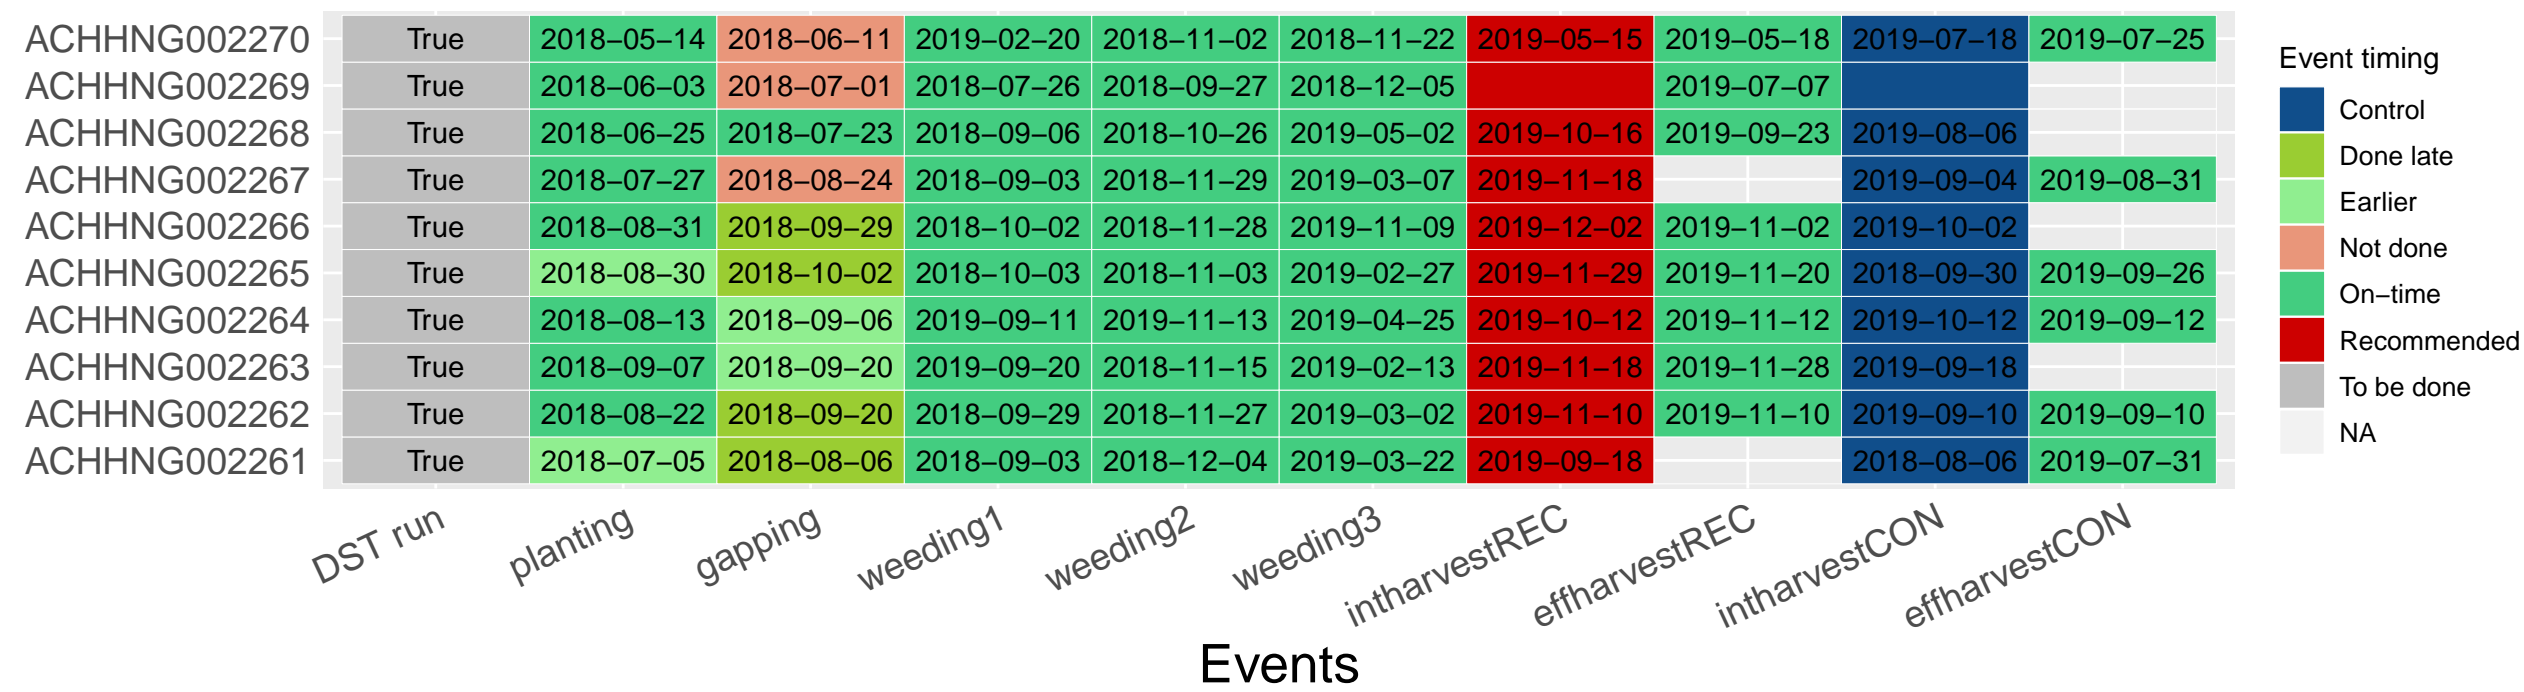 ACHHNG002270 True 2018−05−14 2018−06−11 2019−02−20 2018−11−02 2018−11−22 2019−05−15 2019−05−18 2019−07−18 2019−07−25
ACHHNG002269 True 2018−06−03 2018−07−01 2018−07−26 2018−09−27 2018−12−05 2019−07−07
ACHHNG002268 True 2018−06−25 2018−07−23 2018−09−06 2018−10−26 2019−05−02 2019−10−16 2019−09−23 2019−08−06
ACHHNG002267 True 2018−07−27 2018−08−24 2018−09−03 2018−11−29 2019−03−07 2019−11−18 2019−09−04 2019−08−31
ACHHNG002266 True 2018−08−31 2018−09−29 2018−10−02 2018−11−28 2019−11−09 2019−12−02 2019−11−02 2019−10−02
ACHHNG002265 True 2018−08−30 2018−10−02 2018−10−03 2018−11−03 2019−02−27 2019−11−29 2019−11−20 2018−09−30 2019−09−26
ACHHNG002264 True 2018−08−13 2018−09−06 2019−09−11 2019−11−13 2019−04−25 2019−10−12 2019−11−12 2019−10−12 2019−09−12
ACHHNG002263 True 2018−09−07 2018−09−20 2019−09−20 2018−11−15 2019−02−13 2019−11−18 2019−11−28 2019−09−18
ACHHNG002262 True 2018−08−22 2018−09−20 2018−09−29 2018−11−27 2019−03−02 2019−11−10 2019−11−10 2019−09−10 2019−09−10
ACHHNG002261 True 2018−07−05 2018−08−06 2018−09−03 2018−12−04 2019−03−22 2019−09−18 2018−08−06 2019−07−31
DST run planting gapping weeding1 weeding2 weeding3 intharvestREC effharvestREC intharvestCON effharvestCON
Events
Event timing
Control
Done late
Earlier
Not done
On−time
Recommended
To be done
NA